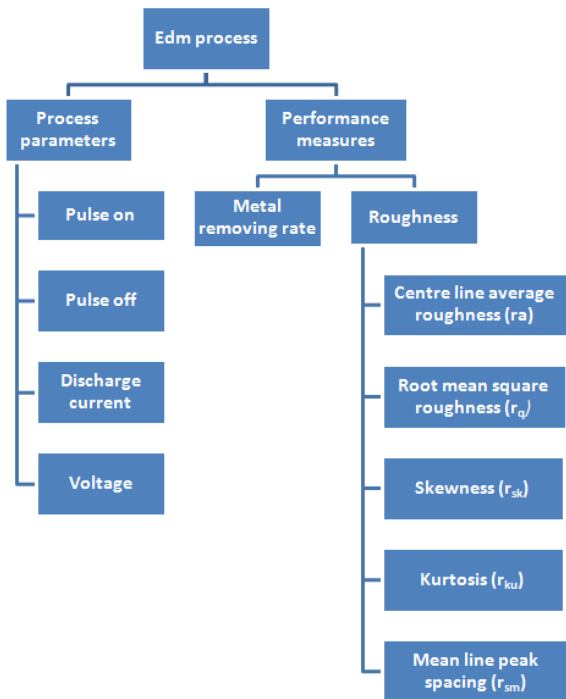 Edm process
Process
parameters
Performance
measures
Pulse on
Pulse off
Discharge
current
Voltage
Metal
removing rate
Roughness
Centre line average
roughness (ra)
Root mean square
roughness (rq)
Skewness (rsk)
Kurtosis (rku)
Mean line peak
spacing (rsm)